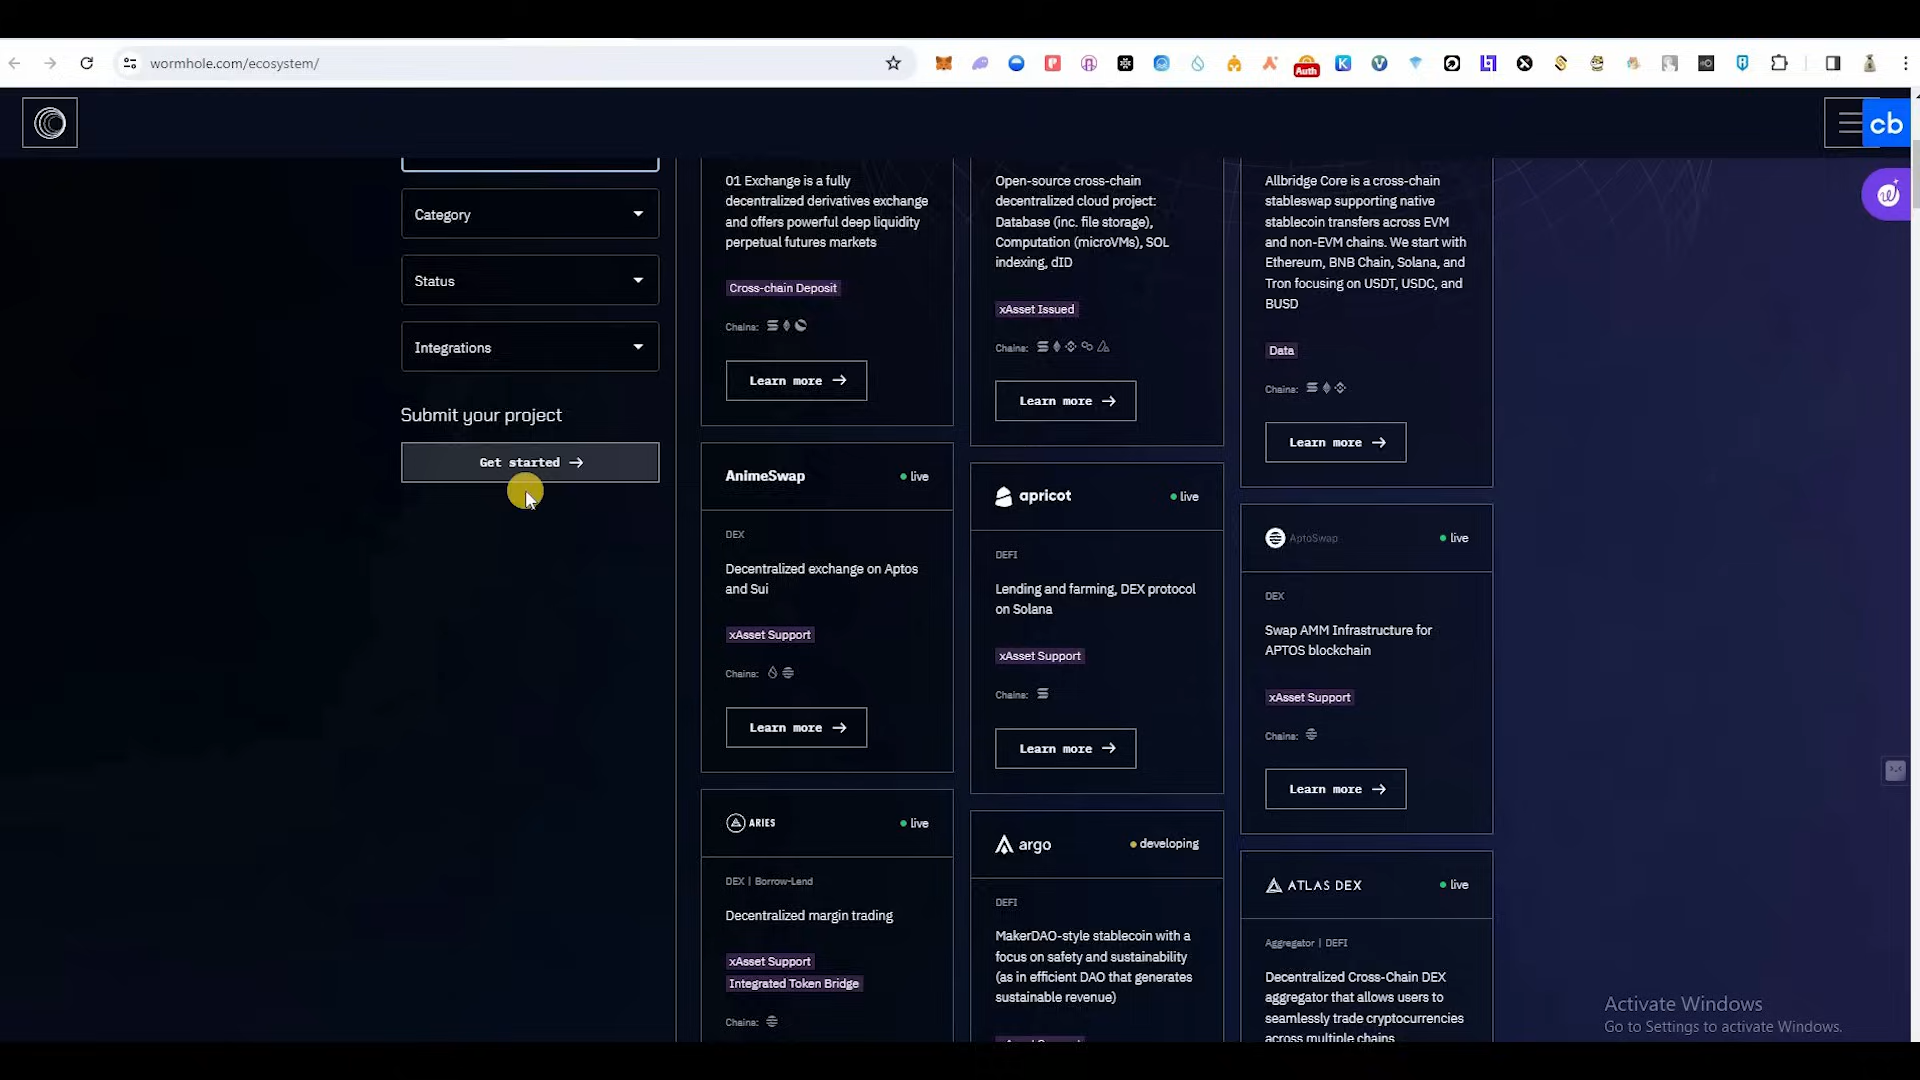 wormhole.com/ecosystem/
Auth
cb
Category
Status
Integrations
Submit your project
Get started →
01 Exchange is a fully
decentralized derivatives exchange
and offers powerful deep liquidity
perpetual futures markets
Cross-chain Deposit
Chains:
Learn more →
Open-source cross-chain
decentralized cloud project:
Database (inc. file storage),
Computation (microVMs), SOL
indexing, dID
xAsset Issued
Chains:
Learn more →
Allbridge Core is a cross-chain
stableswap supporting native
stablecoin transfers across EVM
and non-EVM chains. We start with
Ethereum, BNB Chain, Solana, and
Tron focusing on USDT, USDC, and
BUSD
Data
Chains:
Learn more →
AnimeSwap
live
DEX
Decentralized exchange on Aptos
and Sui
xAsset Support
Chains:
Learn more →
apricot
live
DEFI
Lending and farming, DEX protocol
on Solana
xAsset Support
Chains:
Learn more →
AptoSwap
live
DEX
Swap AMM Infrastructure for
APTOS blockchain
xAsset Support
Chains:
Learn more →
ARIES
live
DEX | Borrow-Lend
Decentralized margin trading
xAsset Support
Integrated Token Bridge
Chains:
argo
developing
DEFI
MakerDAO-style stablecoin with a
focus on safety and sustainability
(as in efficient DAO that generates
sustainable revenue)
ATLAS DEX
live
Aggregator | DEFI
Decentralized Cross-Chain DEX
aggregator that allows users to
seamlessly trade cryptocurrencies
across multiple chains
Activate Windows
Go to Settings to activate Windows.